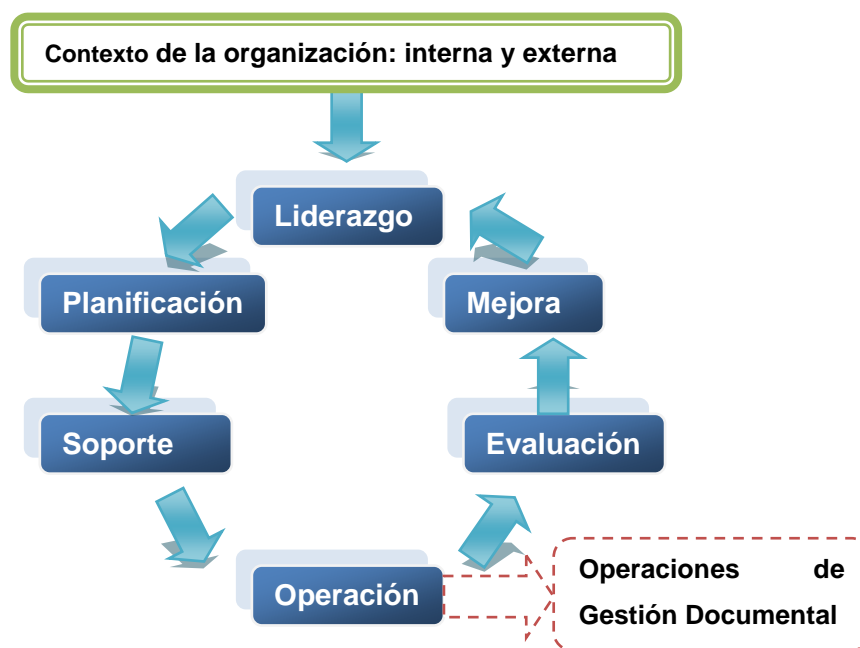 Contexto de la organización: interna y externa
Liderazgo
Planificación
Mejora
Soporte
Evaluación
Operación
Operaciones de
Gestión Documental